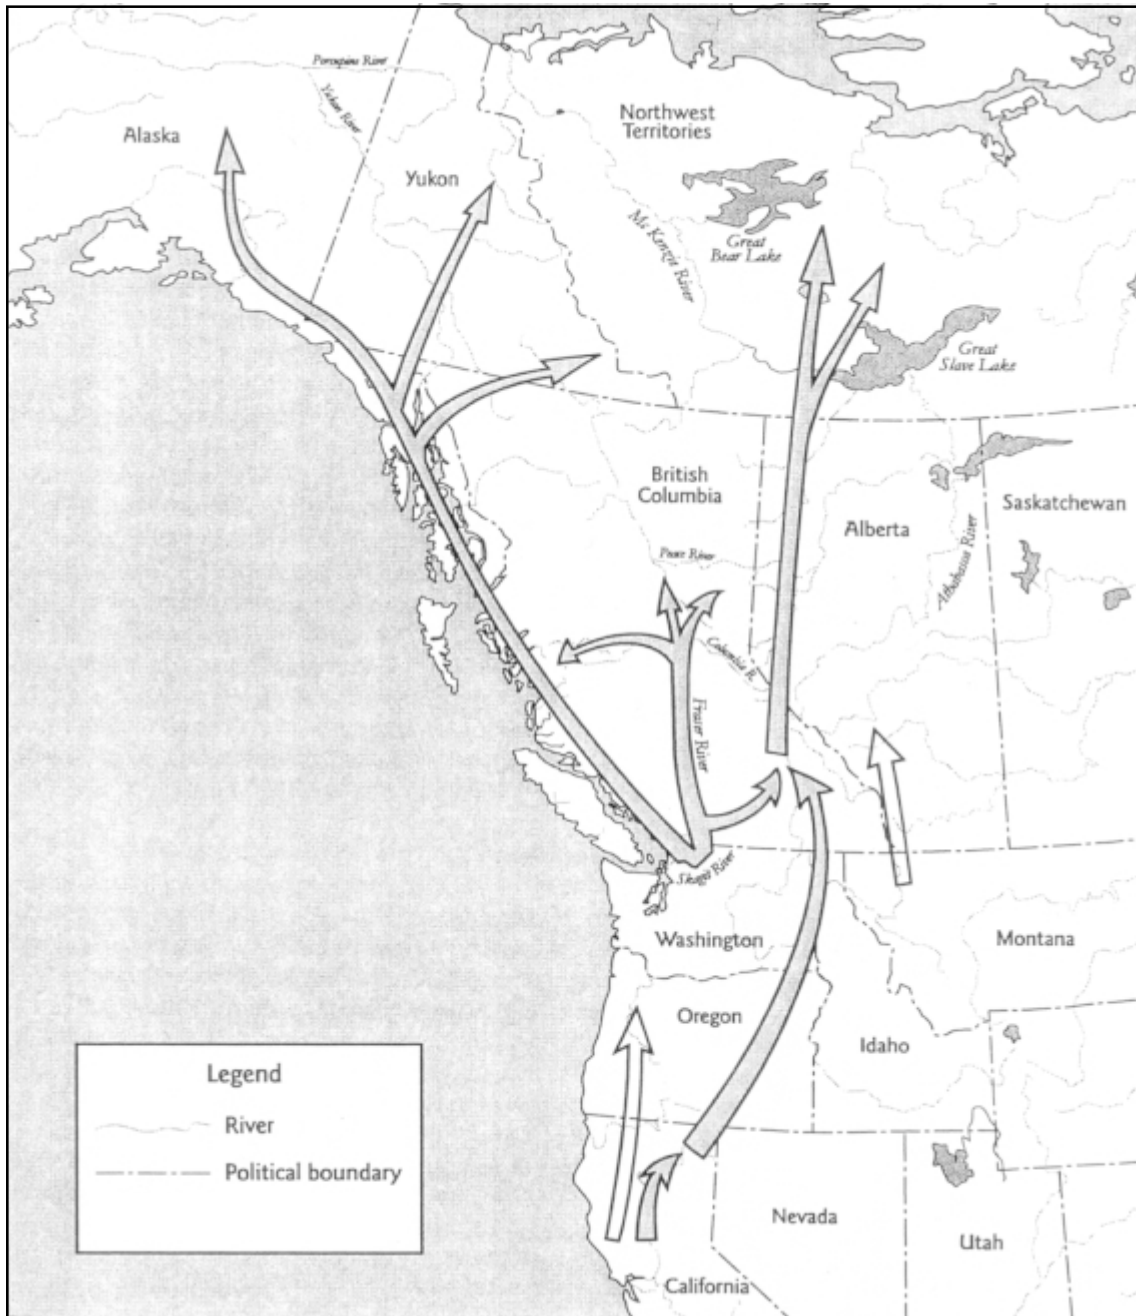 Porcupine River
Yukon River
Alaska
Yukon
Northwest
Territories
Mc Kenzie River
Great
Bear Lake
Great
Slave Lake
British
Columbia
Alberta
Saskatchewan
Peace River
Athabasca River
Columbia R.
Fraser River
Skagit River
Washington
Montana
Oregon
Idaho
Legend
River
Political boundary
Nevada
Utah
California